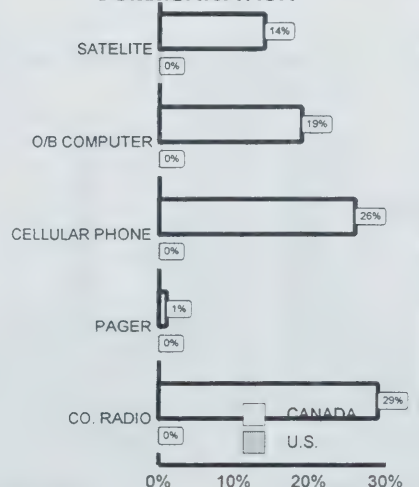 SATELITE
14%
0%
O/B COMPUTER
19%
0%
CELLULAR PHONE
26%
0%
PAGER
1%
0%
CO. RADIO
29%
0%
CANADA
U.S.
0% 10% 20% 30%